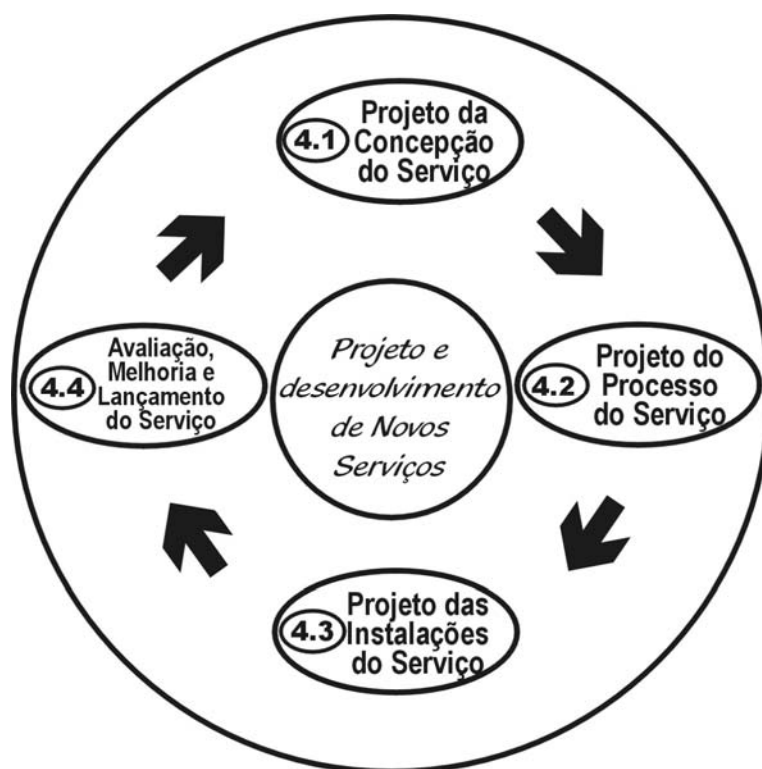 Projeto da
4.1 Concepção
do Serviço
Projeto e
desenvolvimento
de Novos
Serviços
Avaliação,
Melhoria e
4.4 Lançamento
do Serviço
Projeto do
4.2 Processo
do Serviço
Projeto das
4.3 Instalações
do Serviço